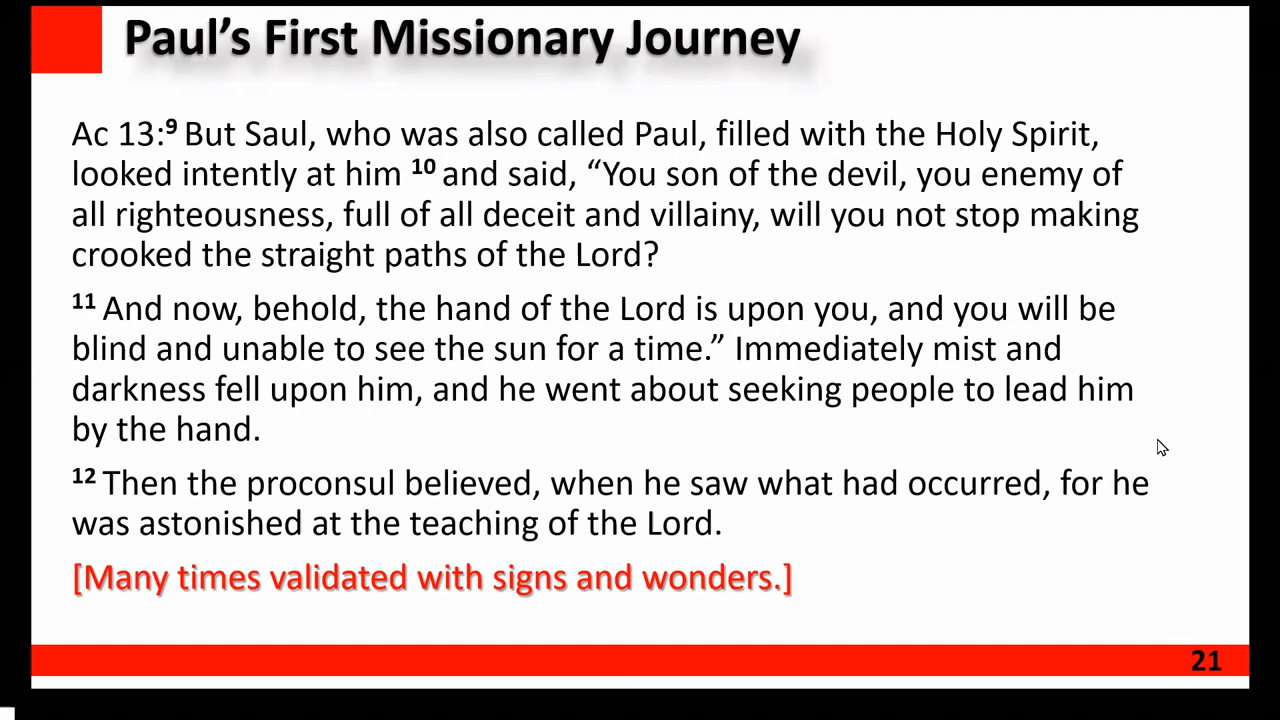 Paul’s First Missionary Journey
Ac 13:9 But Saul, who was also called Paul, filled with the Holy Spirit,
looked intently at him 10 and said, “You son of the devil, you enemy of
all righteousness, full of all deceit and villainy, will you not stop making
crooked the straight paths of the Lord?
11 And now, behold, the hand of the Lord is upon you, and you will be
blind and unable to see the sun for a time.” Immediately mist and
darkness fell upon him, and he went about seeking people to lead him
by the hand.
12 Then the proconsul believed, when he saw what had occurred, for he
was astonished at the teaching of the Lord.
[Many times validated with signs and wonders.]
21